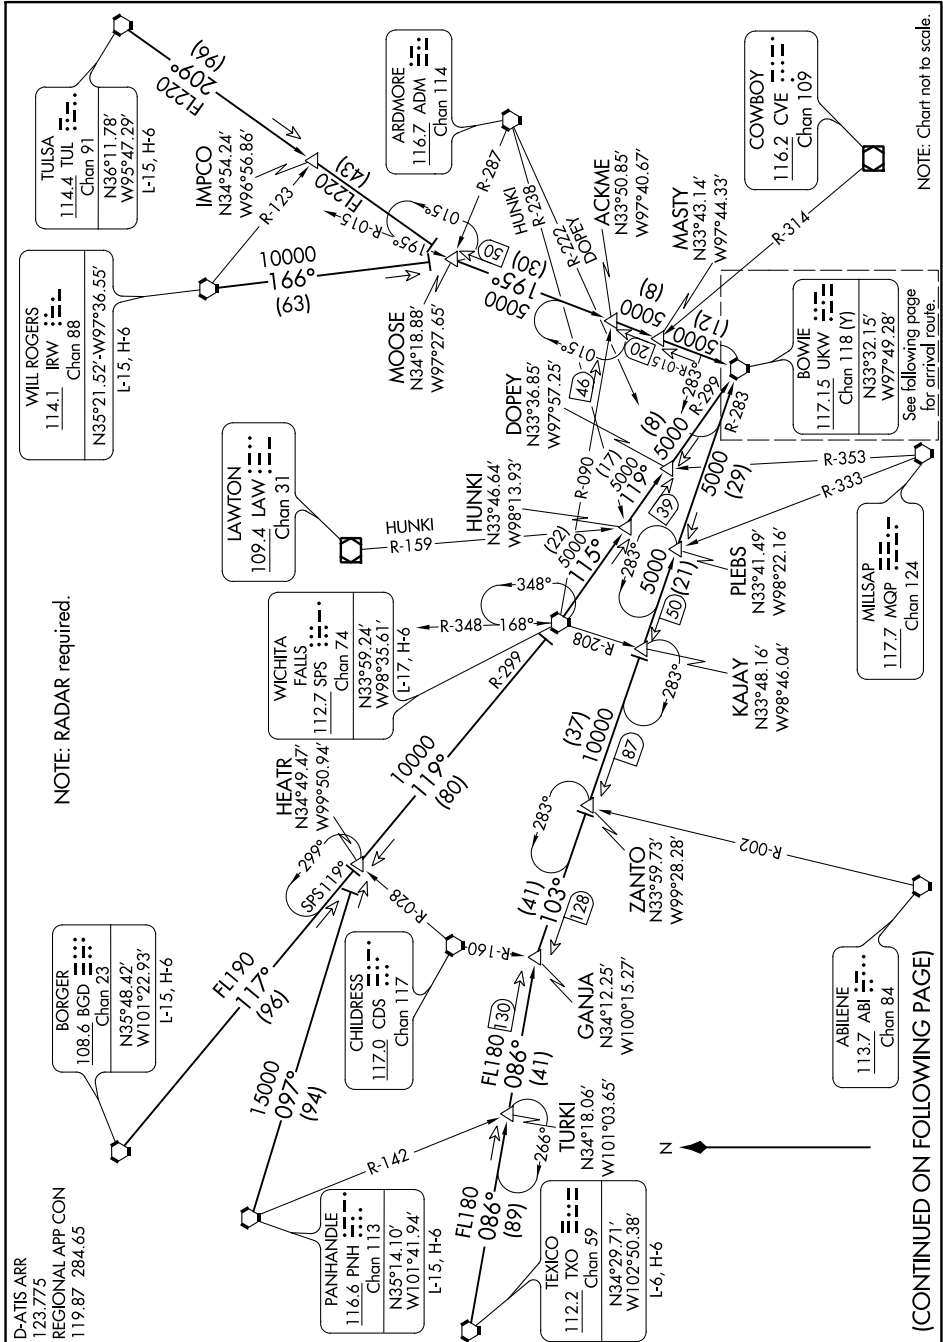 D-ATIS ARR
123.775
REGIONAL APP CON
119.87 284.65
NOTE: RADAR required.
BORGER
108.6 BGD
Chan 23
N35°48.42'
W101°22.93'
L-15, H-6
FL190
117°
(96)
PANHANDLE
116.6 PNH
Chan 113
N35°14.10'
W101°41.94'
L-15, H-6
15000
097°
(94)
R-142
TEXICO
112.2 TXO
Chan 59
N34°29.71'
W102°50.38'
L-6, H-6
FL180
086°
(89)
TURKI
N34°18.06'
W101°03.65'
266°
FL180
086°
(41)
130
CHILDRESS
117.0 CDS
Chan 117
R-028
R-160
GANJA
N34°12.25'
W100°15.27'
128
(41)
103°
HEATR
N34°49.47'
W99°50.94'
299°
SPS119°
10000
119°
(80)
R-299
ZANTO
N33°59.73'
W99°28.28'
283°
R-002
ABILENE
113.7 ABI
Chan 84
(37)
10000
87
WICHITA
FALLS
112.7 SPS
Chan 74
N33°59.24'
W98°35.61'
L-17, H-6
R-348
168°
348°
R-208
KAJAY
N33°48.16'
W98°46.04'
283°
50
5000
(21)
PLEBS
N33°41.49'
W98°22.16'
283°
LAWTON
109.4 LAW
Chan 31
HUNKI
R-159
HUNKI
N33°46.64'
W98°13.93'
(22)
5000
115°
R-090
46
(17)
5000
119°
39
DOPEY
N33°36.85'
W97°57.25'
(8)
5000
283°
R-299
R-283
5000
(29)
R-353
R-333
MILLSAP
117.7 MQP
Chan 124
WILL ROGERS
114.1 IRW
Chan 88
N35°21.52'-W97°36.55'
L-15, H-6
R-123
10000
166°
(63)
TULSA
114.4 TUL
Chan 91
N36°11.78'
W95°47.29'
L-15, H-6
FL220
209°
(96)
IMPCO
N34°54.24'
W96°56.86'
FL220
(43)
R-015
195°
015°
MOOSE
N34°18.88'
W97°27.65'
50
5000
195°
(30)
ARDMORE
116.7 ADM
Chan 114
R-287
HUNKI
R-238
R-222
DOPEY
ACKME
N33°50.85'
W97°40.67'
015°
20
R-015
5000
(8)
MASTY
N33°43.14'
W97°44.33'
5000
(12)
R-314
COWBOY
116.2 CVE
Chan 109
BOWIE
117.15 UKW
Chan 118 (Y)
N33°32.15'
W97°49.28'
See following page
for arrival route.
N
NOTE: Chart not to scale.
(CONTINUED ON FOLLOWING PAGE)